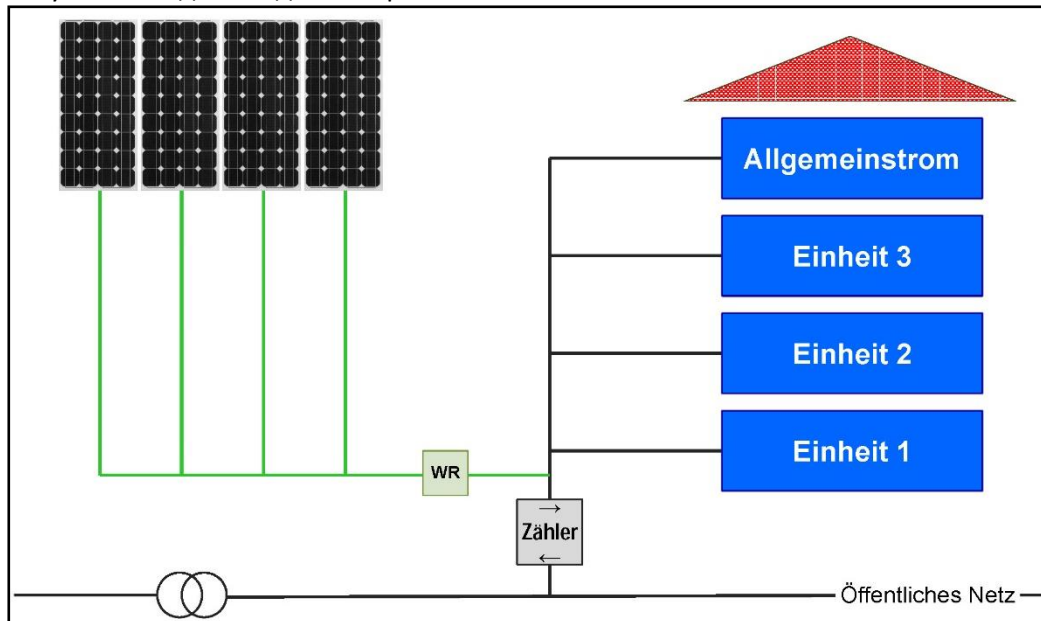 Allgemeinstrom
Einheit 3
Einheit 2
Einheit 1
WR
→
Zähler
←
Öffentliches Netz